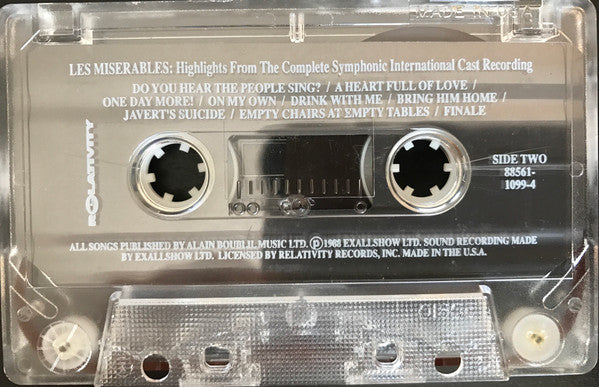 MADE IN U.S.A.
LES MISERABLES: Highlights From The Complete Symphonic International Cast Recording
DO YOU HEAR THE PEOPLE SING? / A HEART FULL OF LOVE /
ONE DAY MORE! / ON MY OWN / DRINK WITH ME / BRING HIM HOME /
JAVERT'S SUICIDE / EMPTY CHAIRS AT EMPTY TABLES / FINALE
RELATIVITY
SIDE TWO
88561-
1099-4
ALL SONGS PUBLISHED BY ALAIN BOUBLIL MUSIC LTD. ℗1988 EXALLSHOW LTD. SOUND RECORDING MADE
BY EXALLSHOW LTD. LICENSED BY RELATIVITY RECORDS, INC. MADE IN THE U.S.A.